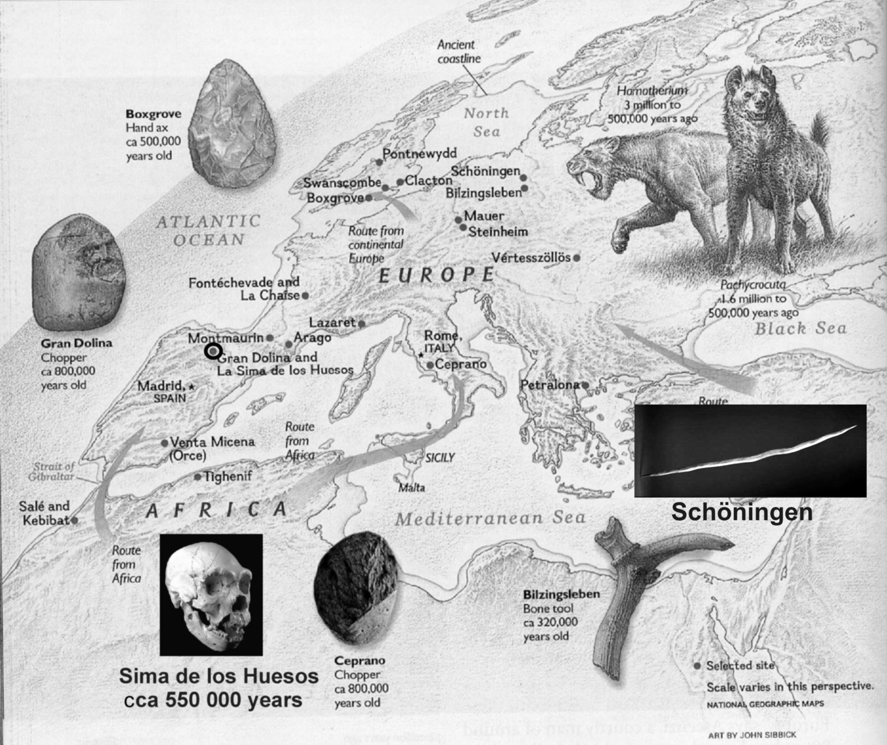 Ancient
coastline
North
Sea
Homotherium
3 million to
500,000 years ago
Boxgrove
Hand ax
ca 500,000
years old
Pontnewydd
Swanscombe
Clacton
Boxgrove
Schöningen
Bilzingsleben
ATLANTIC
OCEAN
Mauer
Steinheim
Route from
continental
Europe
Vértesszöllös
EUROPE
Fontéchevade and
La Chaise
Pachycrocuta
1.6 million to
500,000 years ago
Black Sea
Lazaret
Montmaurin
Arago
Rome,
ITALY
Gran Dolina and
La Sima de los Huesos
Ceprano
Gran Dolina
Chopper
ca 800,000
years old
Madrid,
SPAIN
Petralona
Route
Venta Micena
(Orce)
Route
from
Africa
SICILY
Malta
Strait of
Gibraltar
Tighenif
Salé and
Kebibat
AFRICA
Mediterranean Sea
Schöningen
Route
from
Africa
Bilzingsleben
Bone tool
ca 320,000
years old
Sima de los Huesos
cca 550 000 years
Ceprano
Chopper
ca 800,000
years old
Selected site
Scale varies in this perspective.
NATIONAL GEOGRAPHIC MAPS
ART BY JOHN SIBBICK